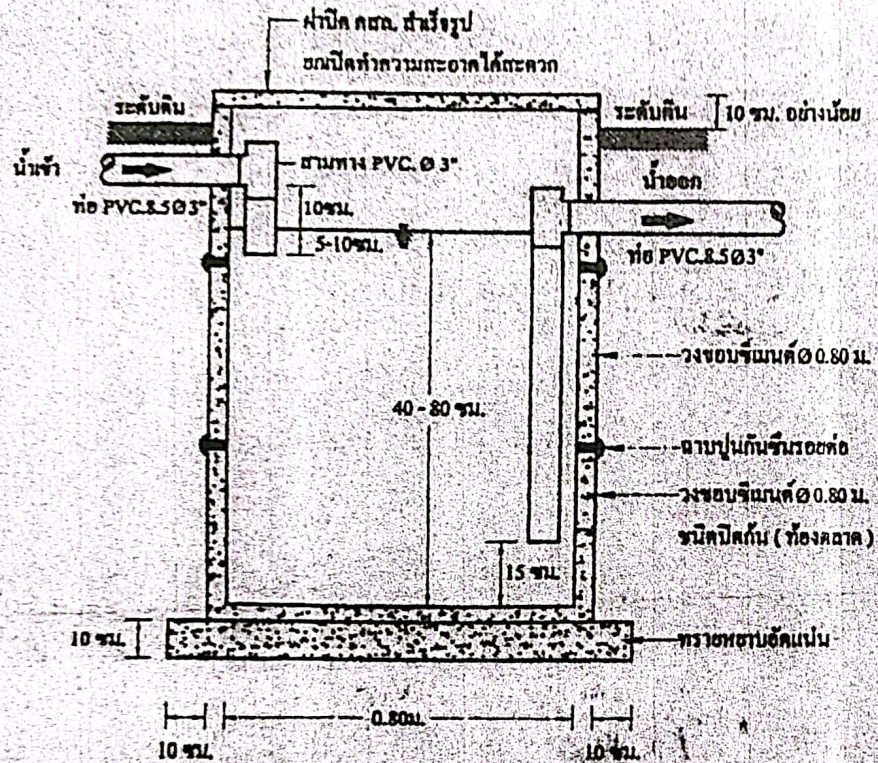 ฝาปิด คสล. สำเร็จรูป
ยกเปิดทำความสะอาดได้สะดวก
ระดับดิน
ระดับดิน
10 ซม. อย่างน้อย
น้ำเข้า
สามทาง PVC. Ø 3"
น้ำออก
ท่อ PVC.8.5Ø3"
10ซม.
5-10ซม.
ท่อ PVC.8.5Ø3"
วงขอบซีเมนต์ Ø 0.80 ม.
40 - 80 ซม.
ฉาบปูนกันซึมรอยต่อ
วงขอบซีเมนต์ Ø 0.80 ม.
ชนิดปิดก้น ( ท้องตลาด )
15 ซม.
10 ซม.
ทรายหยาบอัดแน่น
0.80ม.
10 ซม.
10 ซม.